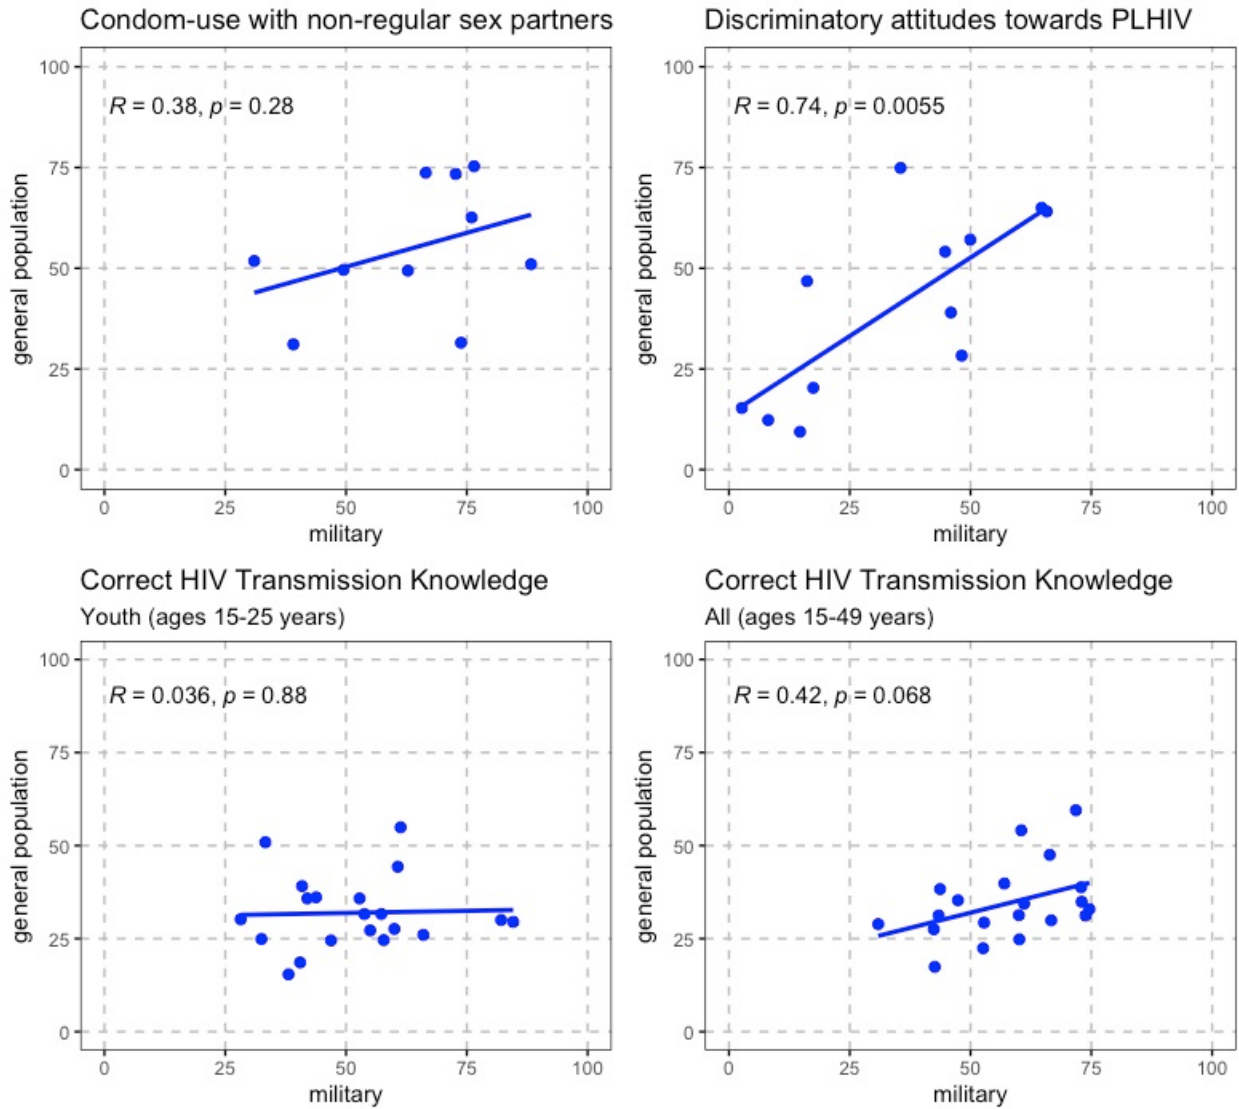 Condom-use with non-regular sex partners
R = 0.38, p = 0.28
general population
100
75
50
25
0
0 25 50 75 100
military
Discriminatory attitudes towards PLHIV
R = 0.74, p = 0.0055
general population
100
75
50
25
0
0 25 50 75 100
military
Correct HIV Transmission Knowledge
Youth (ages 15-25 years)
R = 0.036, p = 0.88
general population
100
75
50
25
0
0 25 50 75 100
military
Correct HIV Transmission Knowledge
All (ages 15-49 years)
R = 0.42, p = 0.068
general population
100
75
50
25
0
0 25 50 75 100
military